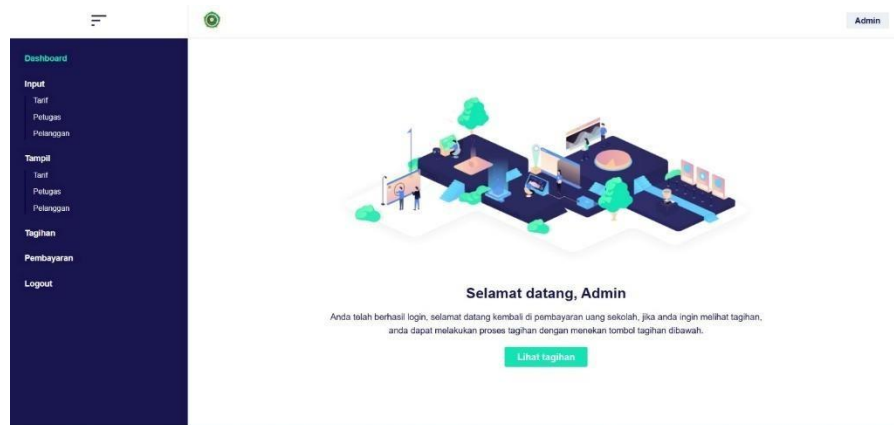 Admin
Dashboard
Input
Tarif
Petugas
Pelanggan
Tampil
Tarif
Petugas
Pelanggan
Tagihan
Pembayaran
Logout
Selamat datang, Admin
Anda telah berhasil login, selamat datang kembali di pembayaran uang sekolah, jika anda ingin melihat tagihan,
anda dapat melakukan proses tagihan dengan menekan tombol tagihan dibawah.
Lihat tagihan